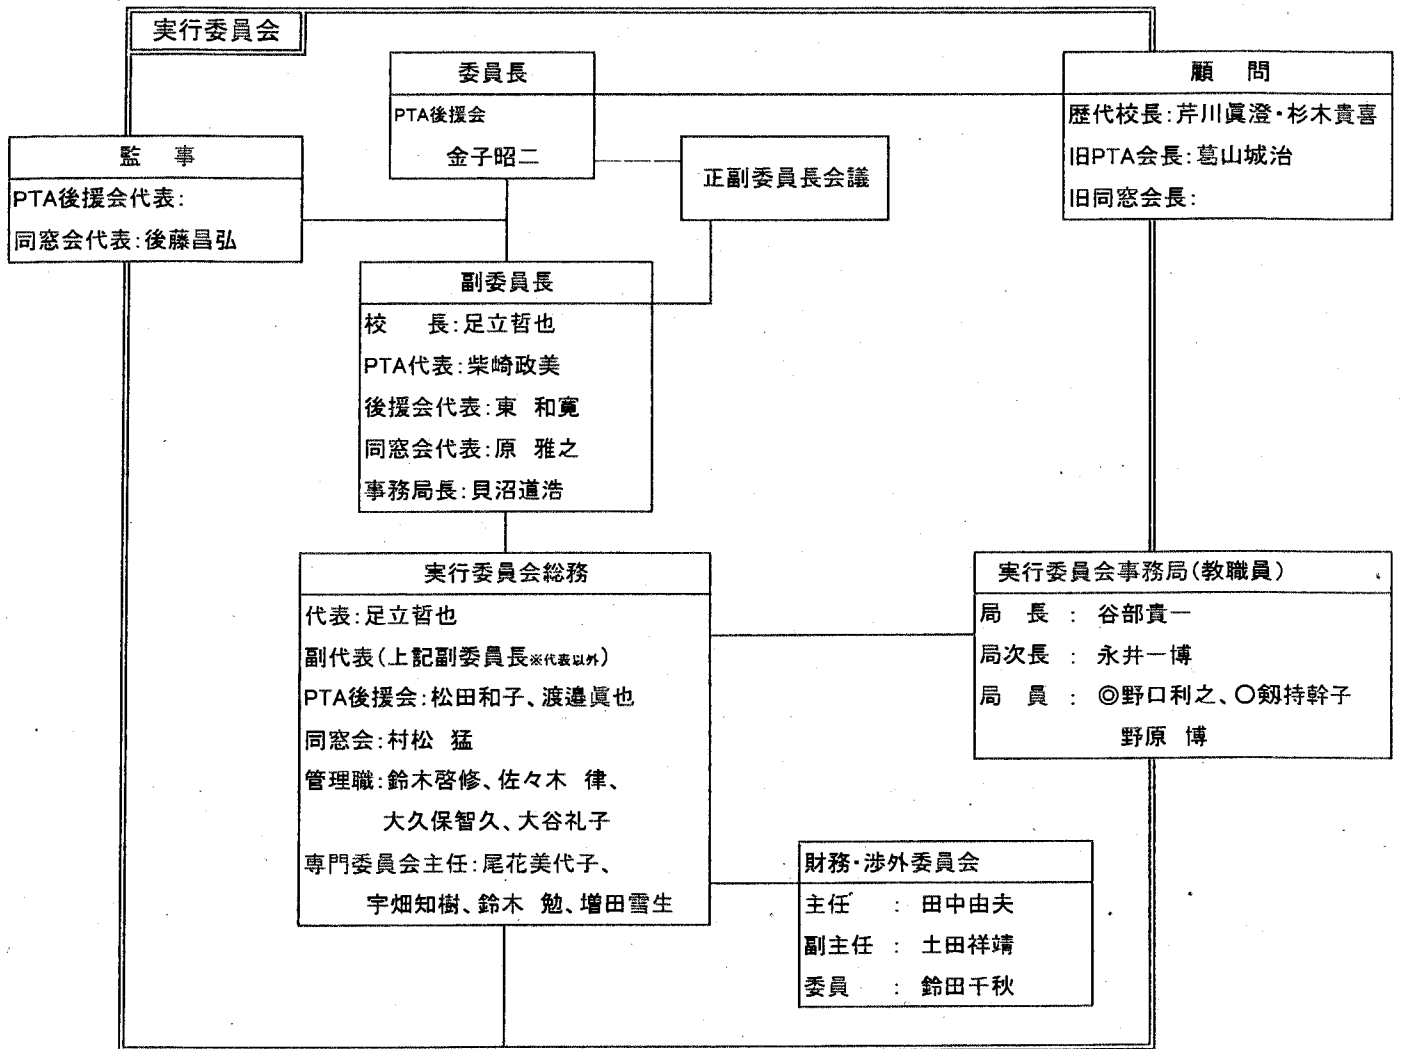 実行委員会
委員長
PTA後援会
金子昭二
顧　問
歴代校長:芹川眞澄・杉木貴喜
旧PTA会長:葛山城治
旧同窓会長:
監　事
PTA後援会代表:
同窓会代表:後藤昌弘
正副委員長会議
副委員長
校　長:足立哲也
PTA代表:柴崎政美
後援会代表:東　和寛
同窓会代表:原　雅之
事務局長:貝沼道浩
実行委員会総務
代表:足立哲也
副代表(上記副委員長※代表以外)
PTA後援会:松田和子、渡邉眞也
同窓会:村松　猛
管理職:鈴木啓修、佐々木　律、
大久保智久、大谷礼子
専門委員会主任:尾花美代子、
宇畑知樹、鈴木　勉、増田雪生
実行委員会事務局(教職員)
局　長　:　谷部貴一
局次長　:　永井一博
局　員　:　◎野口利之、〇剱持幹子
野原　博
財務・渉外委員会
主任　:　田中由夫
副主任　:　土田祥靖
委員　:　鈴田千秋